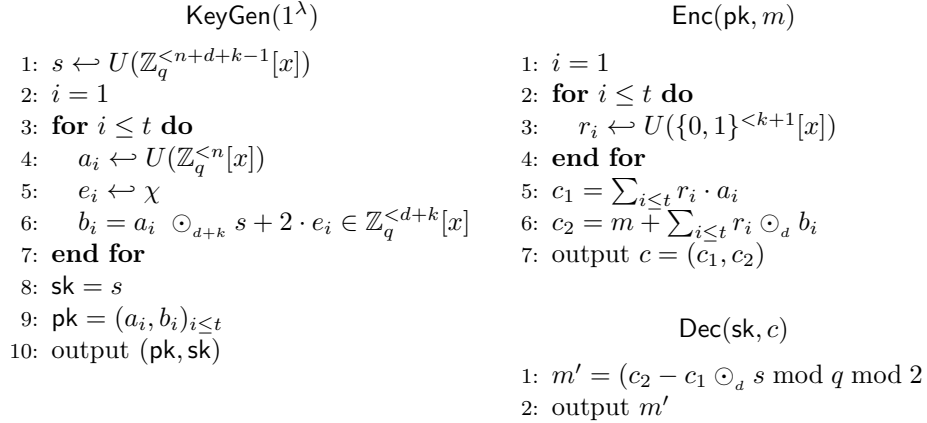 KeyGen(1^λ)
1: s ↩ U(ℤ_q^{<n+d+k−1}[x])
2: i = 1
3: for i ≤ t do
4: a_i ↩ U(ℤ_q^{<n}[x])
5: e_i ↩ χ
6: b_i = a_i ⊙_{d+k} s + 2 · e_i ∈ ℤ_q^{<d+k}[x]
7: end for
8: sk = s
9: pk = (a_i, b_i)_{i≤t}
10: output (pk, sk)
Enc(pk, m)
1: i = 1
2: for i ≤ t do
3: r_i ↩ U({0, 1}^{<k+1}[x])
4: end for
5: c_1 = ∑_{i≤t} r_i · a_i
6: c_2 = m + ∑_{i≤t} r_i ⊙_d b_i
7: output c = (c_1, c_2)
Dec(sk, c)
1: m′ = (c_2 − c_1 ⊙_d s mod q mod 2
2: output m′